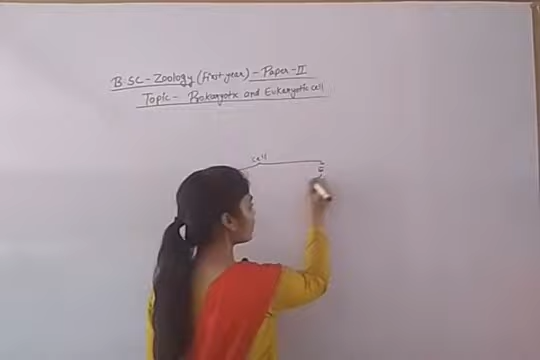 B.SC - Zoology (First year) - Paper - II
Topic - Prokaryotic and Eukaryotic cell
Cell